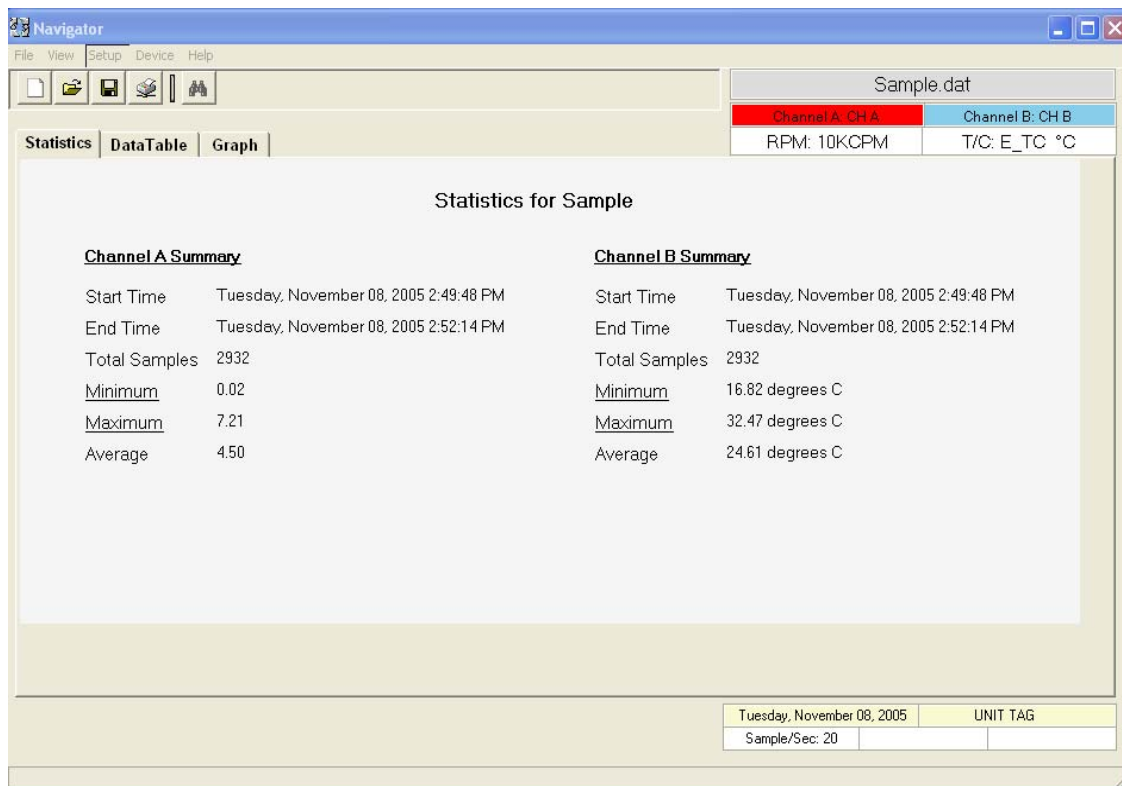 Navigator
File View Setup Device Help
Sample.dat
Channel A: CH A Channel B: CH B
RPM: 10KCPM T/C: E_TC °C
Statistics DataTable Graph
Statistics for Sample
Channel A Summary Channel B Summary
Start Time Tuesday, November 08, 2005 2:49:48 PM Start Time Tuesday, November 08, 2005 2:49:48 PM
End Time Tuesday, November 08, 2005 2:52:14 PM End Time Tuesday, November 08, 2005 2:52:14 PM
Total Samples 2932 Total Samples 2932
Minimum 0.02 Minimum 16.82 degrees C
Maximum 7.21 Maximum 32.47 degrees C
Average 4.50 Average 24.61 degrees C
Tuesday, November 08, 2005 UNIT TAG
Sample/Sec: 20